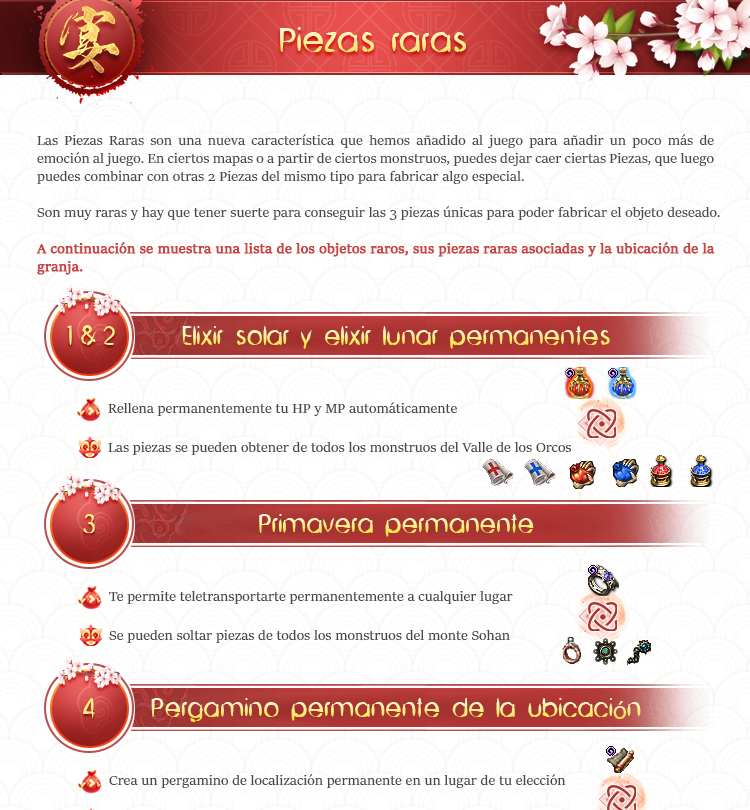 宴
Piezas raras
Las Piezas Raras son una nueva característica que hemos añadido al juego para añadir un poco más de
emoción al juego. En ciertos mapas o a partir de ciertos monstruos, puedes dejar caer ciertas Piezas, que luego
puedes combinar con otras 2 Piezas del mismo tipo para fabricar algo especial.
Son muy raras y hay que tener suerte para conseguir las 3 piezas únicas para poder fabricar el objeto deseado.
A continuación se muestra una lista de los objetos raros, sus piezas raras asociadas y la ubicación de la
granja.
1 & 2 Elixir solar y elixir lunar permanentes
Rellena permanentemente tu HP y MP automáticamente
Las piezas se pueden obtener de todos los monstruos del Valle de los Orcos
3 Primavera permanente
Te permite teletransportarte permanentemente a cualquier lugar
Se pueden soltar piezas de todos los monstruos del monte Sohan
4 Pergamino permanente de la ubicación
Crea un pergamino de localización permanente en un lugar de tu elección